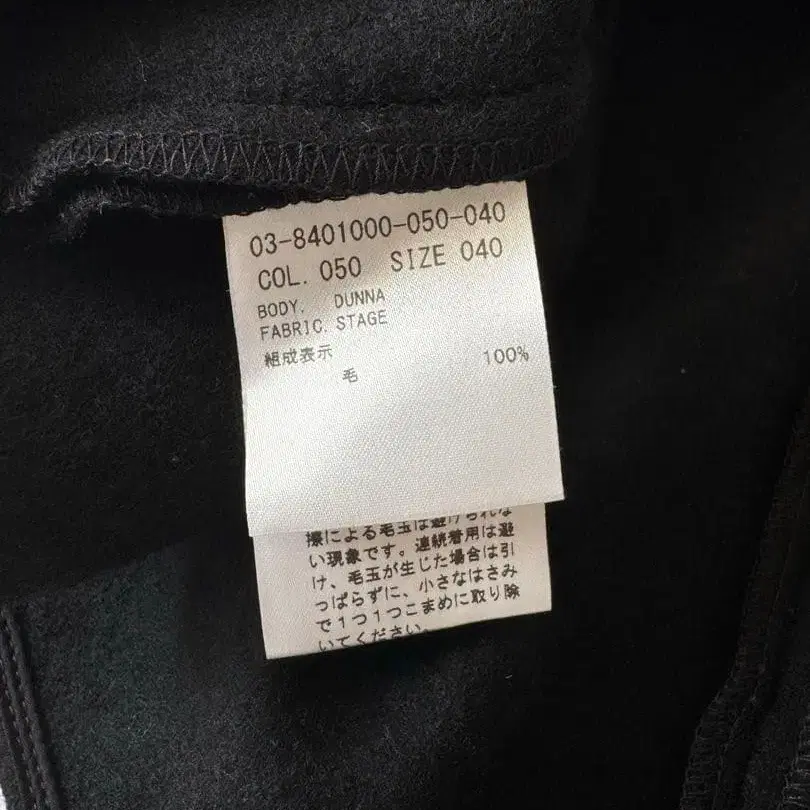 03-8401000-050-040
COL. 050 SIZE 040
BODY. DUNNA
FABRIC. STAGE
組成表示
毛 100%
擦による毛玉は避けられな
い現象です。連続着用は避
け、毛玉が生じた場合は引
っぱらずに、小さなはさみ
で1つ1つこまめに取り除
いてください。